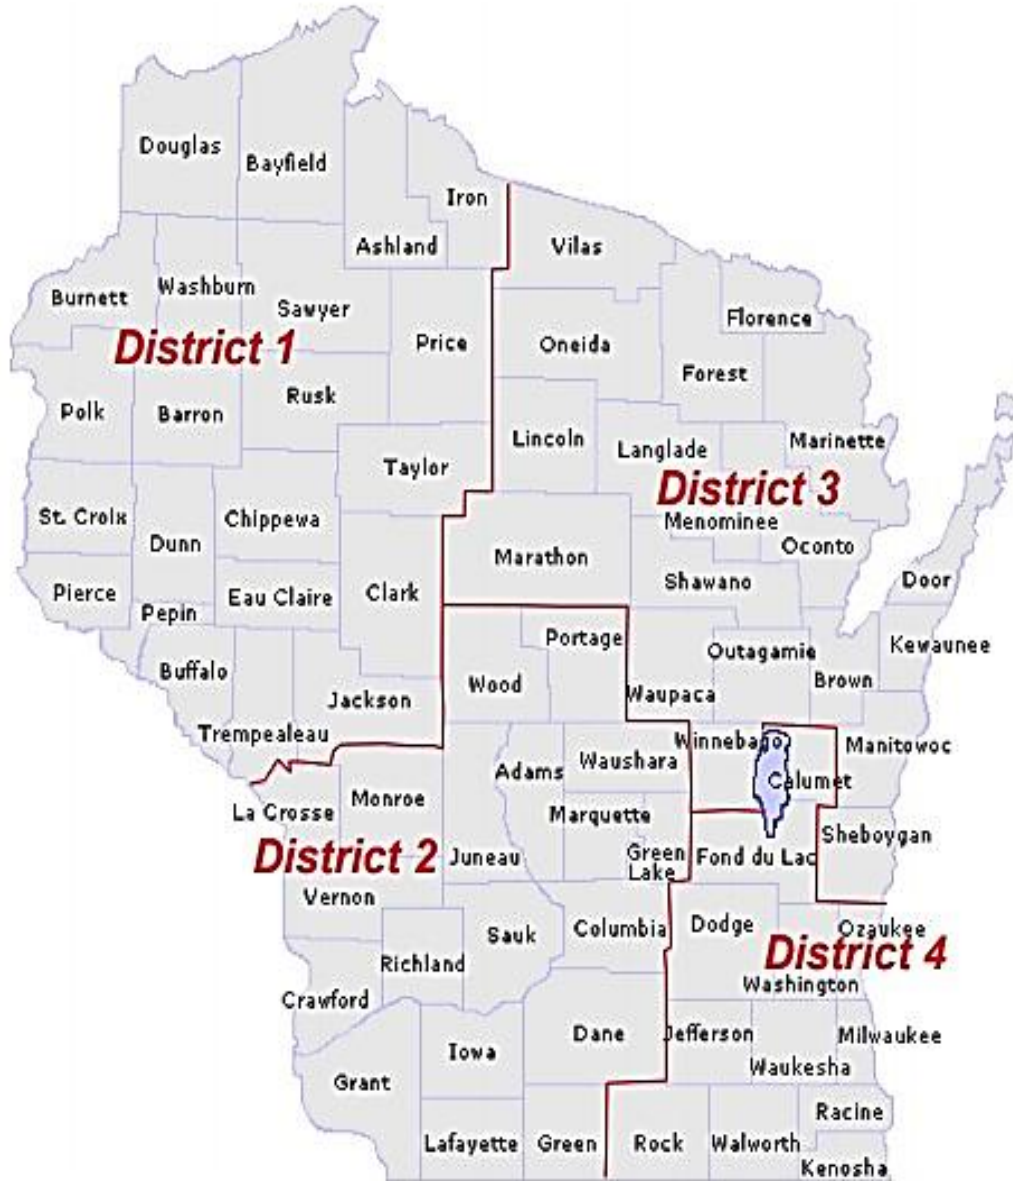 Douglas
Bayfield
Iron
Ashland
Vilas
Washburn
Burnett
Sawyer
Florence
District 1
Price
Oneida
Forest
Rusk
Polk
Barron
Lincoln
Marinette
Langlade
Taylor
District 3
St. Croix
Chippewa
Menominee
Dunn
Oconto
Marathon
Pierce
Eau Claire
Clark
Shawano
Door
Pepin
Portage
Kewaunee
Outagamie
Buffalo
Wood
Brown
Waupaca
Jackson
Trempealeau
Winnebago
Manitowoc
Waushara
Adams
Calumet
Monroe
La Crosse
Marquette
Sheboygan
District 2
Juneau
Green
Lake
Fond du Lac
Vernon
Dodge
Columbia
Ozaukee
Sauk
District 4
Richland
Washington
Crawford
Dane
Jefferson
Milwaukee
Iowa
Waukesha
Grant
Racine
Lafayette
Green
Rock
Walworth
Kenosha